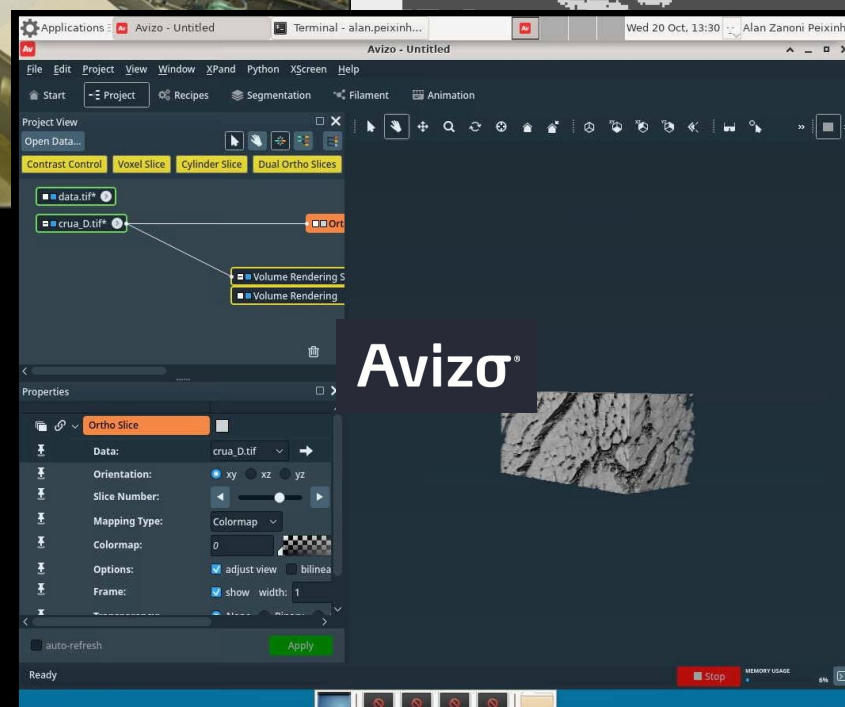 Applications Avizo - Untitled Terminal - alan.peixinh... Wed 20 Oct, 13:30 Alan Zanoni Peixinh
Avizo - Untitled
File Edit Project View Window XPand Python XScreen Help
Start Project Recipes Segmentation Filament Animation
Project View
Open Data...
Contrast Control Voxel Slice Cylinder Slice Dual Ortho Slices
data.tif*
crua_D.tif* Ort
Volume Rendering S
Volume Rendering
Avizo®
Properties
Ortho Slice
Data: crua_D.tif
Orientation: xy xz yz
Slice Number:
Mapping Type: Colormap
Colormap: 0
Options: adjust view bilinea
Frame: show width: 1
auto-refresh Apply
Ready Stop MEMORY USAGE 6%